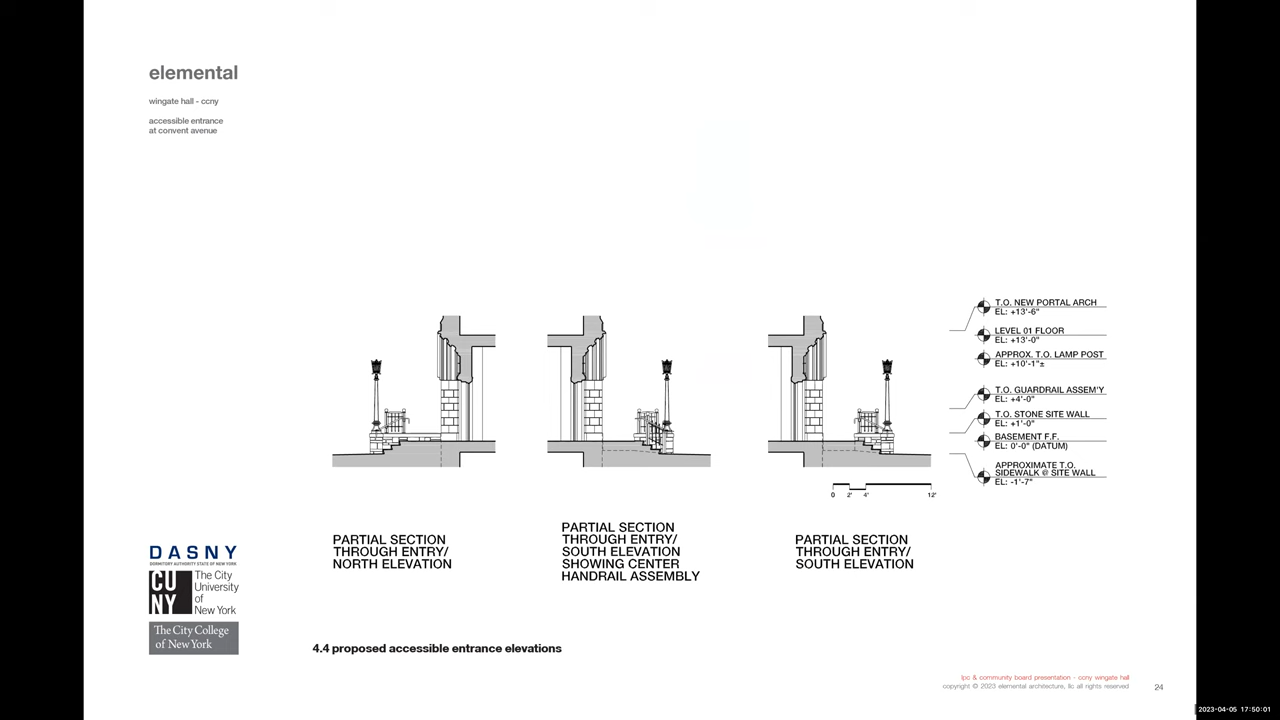 elemental
wingate hall - ccny
accessible entrance
at convent avenue
T.O. NEW PORTAL ARCH
EL: +13'-6"
LEVEL 01 FLOOR
EL: +13'-0"
APPROX. T.O. LAMP POST
EL: +10'-1"±
T.O. GUARDRAIL ASSEM'Y
EL: +4'-0"
T.O. STONE SITE WALL
EL: +1'-0"
BASEMENT F.F.
EL: 0'-0" (DATUM)
APPROXIMATE T.O.
SIDEWALK @ SITE WALL
EL: -1'-7"
0 2' 4' 12'
PARTIAL SECTION
THROUGH ENTRY/
NORTH ELEVATION
PARTIAL SECTION
THROUGH ENTRY/
SOUTH ELEVATION
SHOWING CENTER
HANDRAIL ASSEMBLY
PARTIAL SECTION
THROUGH ENTRY/
SOUTH ELEVATION
DASNY
DORMITORY AUTHORITY STATE OF NEW YORK
CU
NY
The City
University
of
New York
The City College
of New York
4.4 proposed accessible entrance elevations
lpc & community board presentation - ccny wingate hall
copyright © 2023 elemental architecture, llc all rights reserved
24
2023-04-05 17:50:01